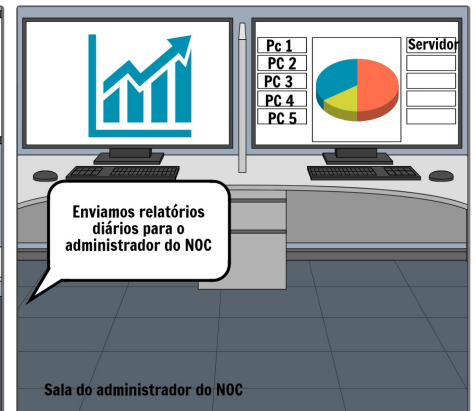 Pc 1
PC 2
PC 3
PC 4
PC 5
Servidor
Enviamos relatórios
diários para o
administrador do NOC
Sala do administrador do NOC